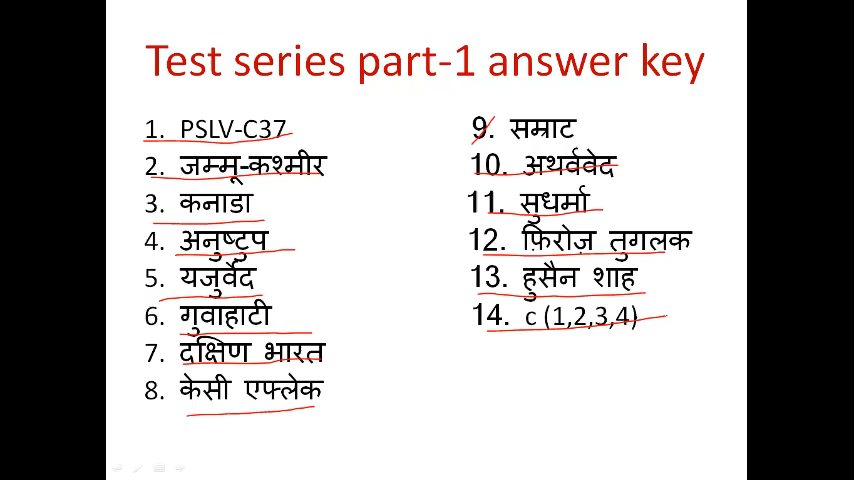 Test series part-1 answer key
1. PSLV-C37
2. जम्मू-कश्मीर
3. कनाडा
4. अनुष्टुप
5. यजुर्वेद
6. गुवाहाटी
7. दक्षिण भारत
8. केसी एफ्लेक
9. सम्राट
10. अथर्ववेद
11. सुधर्मा
12. फ़िरोज़ तुगलक
13. हुसैन शाह
14. c (1,2,3,4)